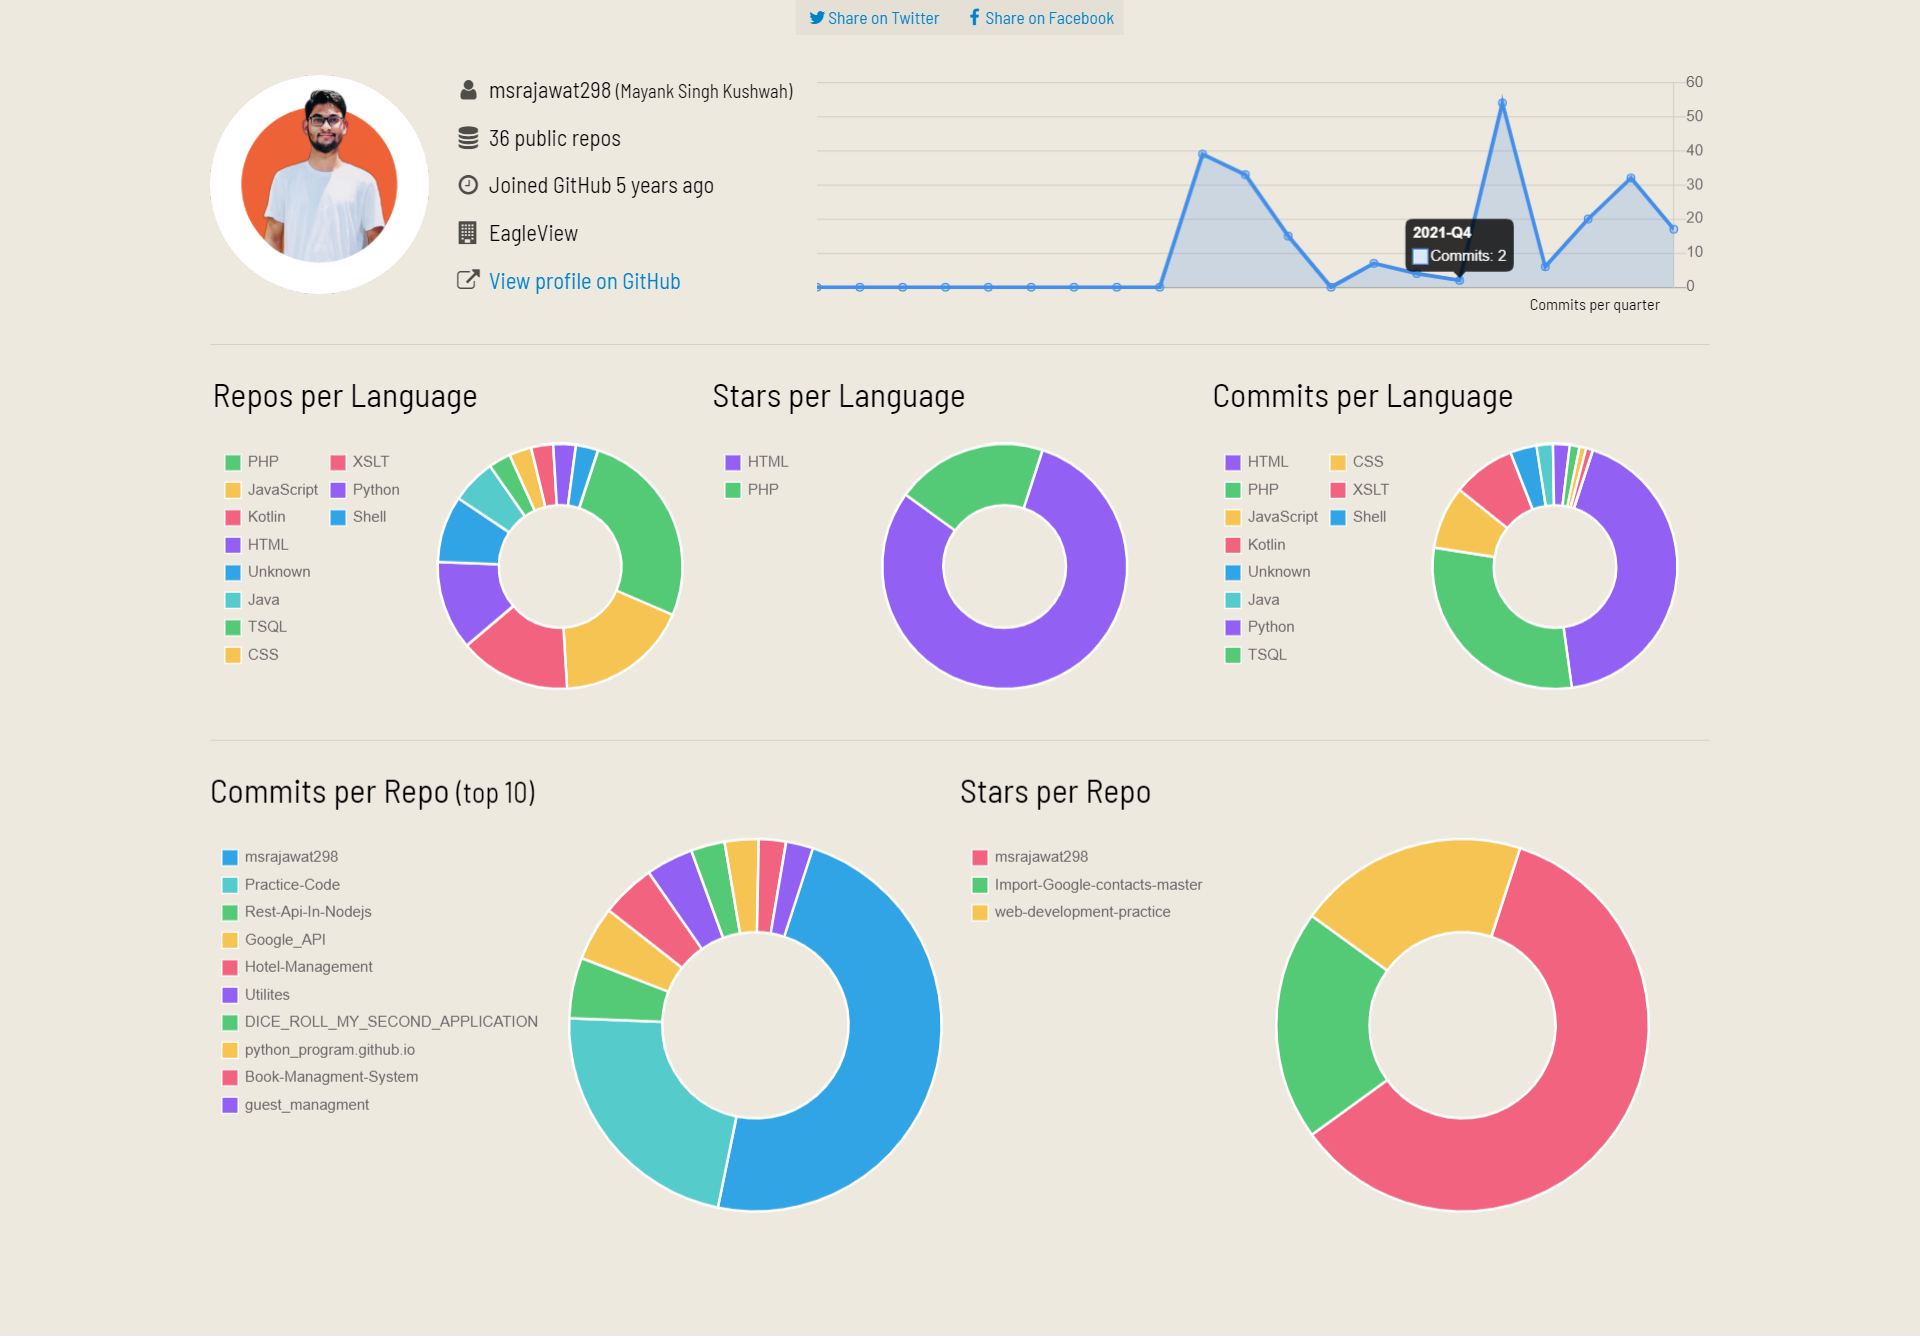 Share on Twitter Share on Facebook
msrajawat298 (Mayank Singh Kushwah)
36 public repos
Joined GitHub 5 years ago
EagleView
View profile on GitHub
60
50
40
30
20
10
0
2021-Q4
Commits: 2
Commits per quarter
Repos per Language
PHP
JavaScript
Kotlin
HTML
Unknown
Java
TSQL
CSS
XSLT
Python
Shell
Stars per Language
HTML
PHP
Commits per Language
HTML
PHP
JavaScript
Kotlin
Unknown
Java
Python
TSQL
CSS
XSLT
Shell
Commits per Repo (top 10)
msrajawat298
Practice-Code
Rest-Api-In-Nodejs
Google_API
Hotel-Management
Utilites
DICE_ROLL_MY_SECOND_APPLICATION
python_program.github.io
Book-Managment-System
guest_managment
Stars per Repo
msrajawat298
Import-Google-contacts-master
web-development-practice